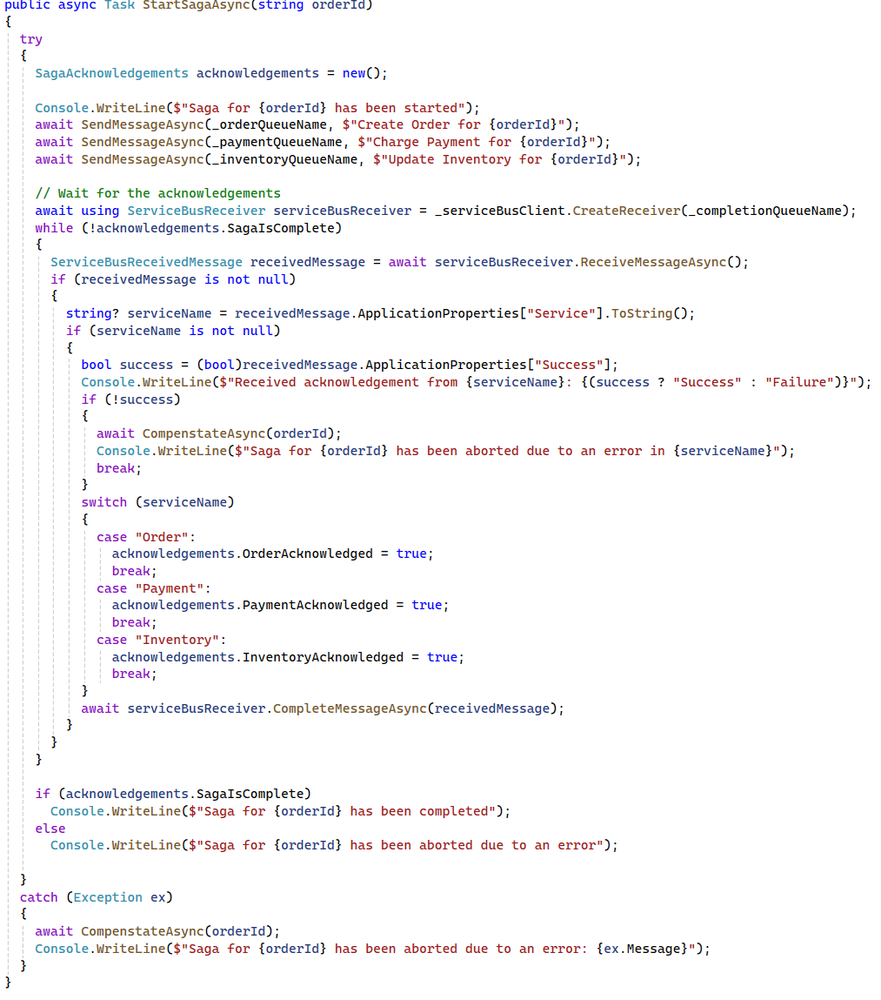 public async Task StartSagaAsync(string orderId)
{
  try
  {
    SagaAcknowledgements acknowledgements = new();

    Console.WriteLine($"Saga for {orderId} has been started");
    await SendMessageAsync(_orderQueueName, $"Create Order for {orderId}");
    await SendMessageAsync(_paymentQueueName, $"Charge Payment for {orderId}");
    await SendMessageAsync(_inventoryQueueName, $"Update Inventory for {orderId}");

    // Wait for the acknowledgements
    await using ServiceBusReceiver serviceBusReceiver = _serviceBusClient.CreateReceiver(_completionQueueName);
    while (!acknowledgements.SagaIsComplete)
    {
      ServiceBusReceivedMessage receivedMessage = await serviceBusReceiver.ReceiveMessageAsync();
      if (receivedMessage is not null)
      {
        string? serviceName = receivedMessage.ApplicationProperties["Service"].ToString();
        if (serviceName is not null)
        {
          bool success = (bool)receivedMessage.ApplicationProperties["Success"];
          Console.WriteLine($"Received acknowledgement from {serviceName}: {(success ? "Success" : "Failure")}");
          if (!success)
          {
            await CompenstateAsync(orderId);
            Console.WriteLine($"Saga for {orderId} has been aborted due to an error in {serviceName}");
            break;
          }
          switch (serviceName)
          {
            case "Order":
              acknowledgements.OrderAcknowledged = true;
              break;
            case "Payment":
              acknowledgements.PaymentAcknowledged = true;
              break;
            case "Inventory":
              acknowledgements.InventoryAcknowledged = true;
              break;
          }
          await serviceBusReceiver.CompleteMessageAsync(receivedMessage);
        }
      }
    }

    if (acknowledgements.SagaIsComplete)
      Console.WriteLine($"Saga for {orderId} has been completed");
    else
      Console.WriteLine($"Saga for {orderId} has been aborted due to an error");

  }
  catch (Exception ex)
  {
    await CompenstateAsync(orderId);
    Console.WriteLine($"Saga for {orderId} has been aborted due to an error: {ex.Message}");
  }
}